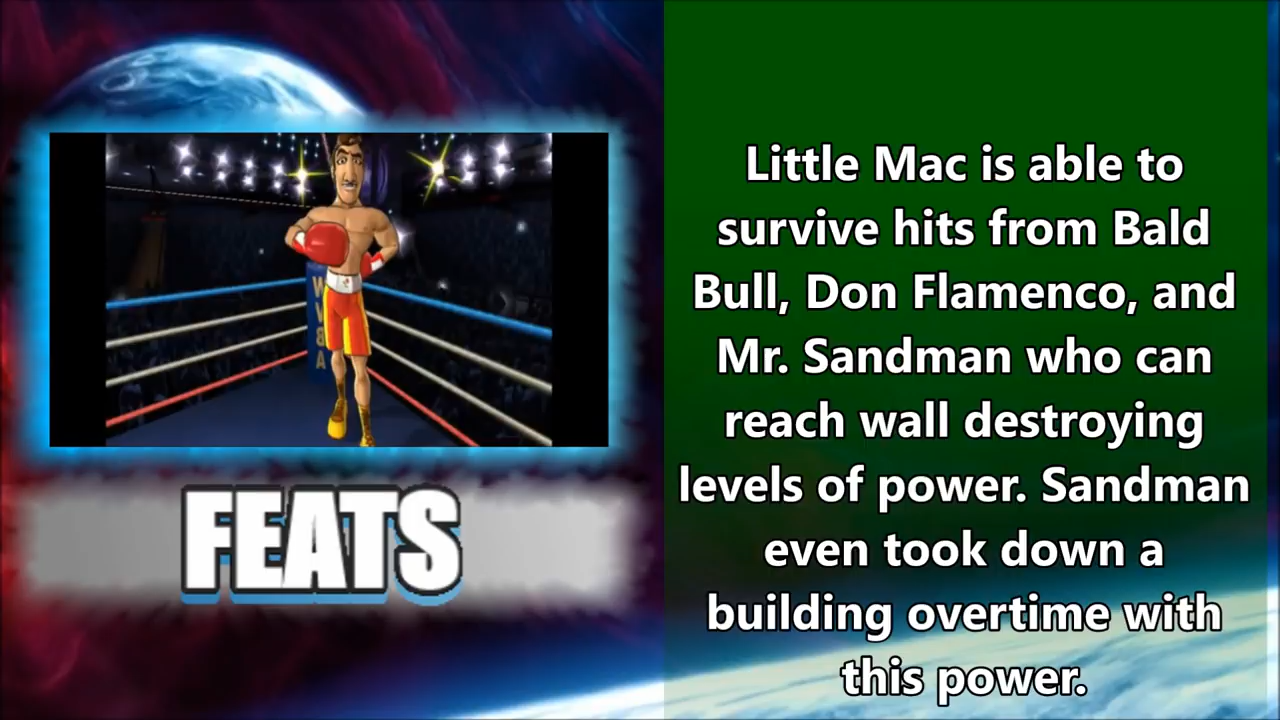 WVBA
FEATS
Little Mac is able to
survive hits from Bald
Bull, Don Flamenco, and
Mr. Sandman who can
reach wall destroying
levels of power. Sandman
even took down a
building overtime with
this power.